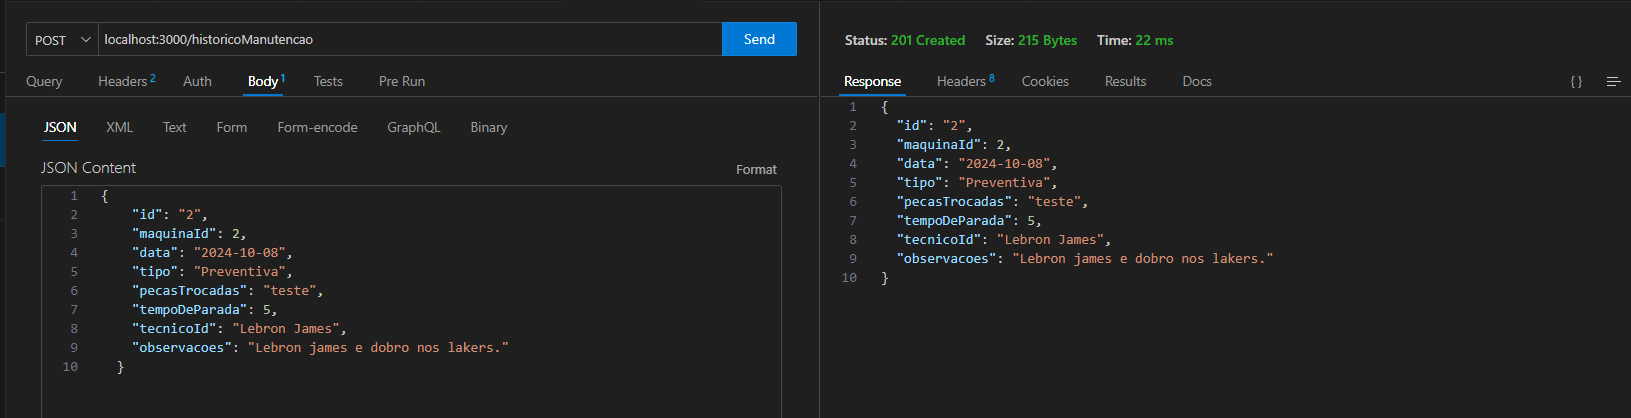 POST localhost:3000/historicoManutencao Send
Query Headers 2 Auth Body 1 Tests Pre Run
JSON XML Text Form Form-encode GraphQL Binary
JSON Content Format
1 {
2 "id": "2",
3 "maquinaId": 2,
4 "data": "2024-10-08",
5 "tipo": "Preventiva",
6 "pecasTrocadas": "teste",
7 "tempoDeParada": 5,
8 "tecnicoId": "Lebron James",
9 "observacoes": "Lebron james e dobro nos lakers."
10 }
Status: 201 Created Size: 215 Bytes Time: 22 ms
Response Headers 8 Cookies Results Docs { }
1 {
2 "id": "2",
3 "maquinaId": 2,
4 "data": "2024-10-08",
5 "tipo": "Preventiva",
6 "pecasTrocadas": "teste",
7 "tempoDeParada": 5,
8 "tecnicoId": "Lebron James",
9 "observacoes": "Lebron james e dobro nos lakers."
10 }